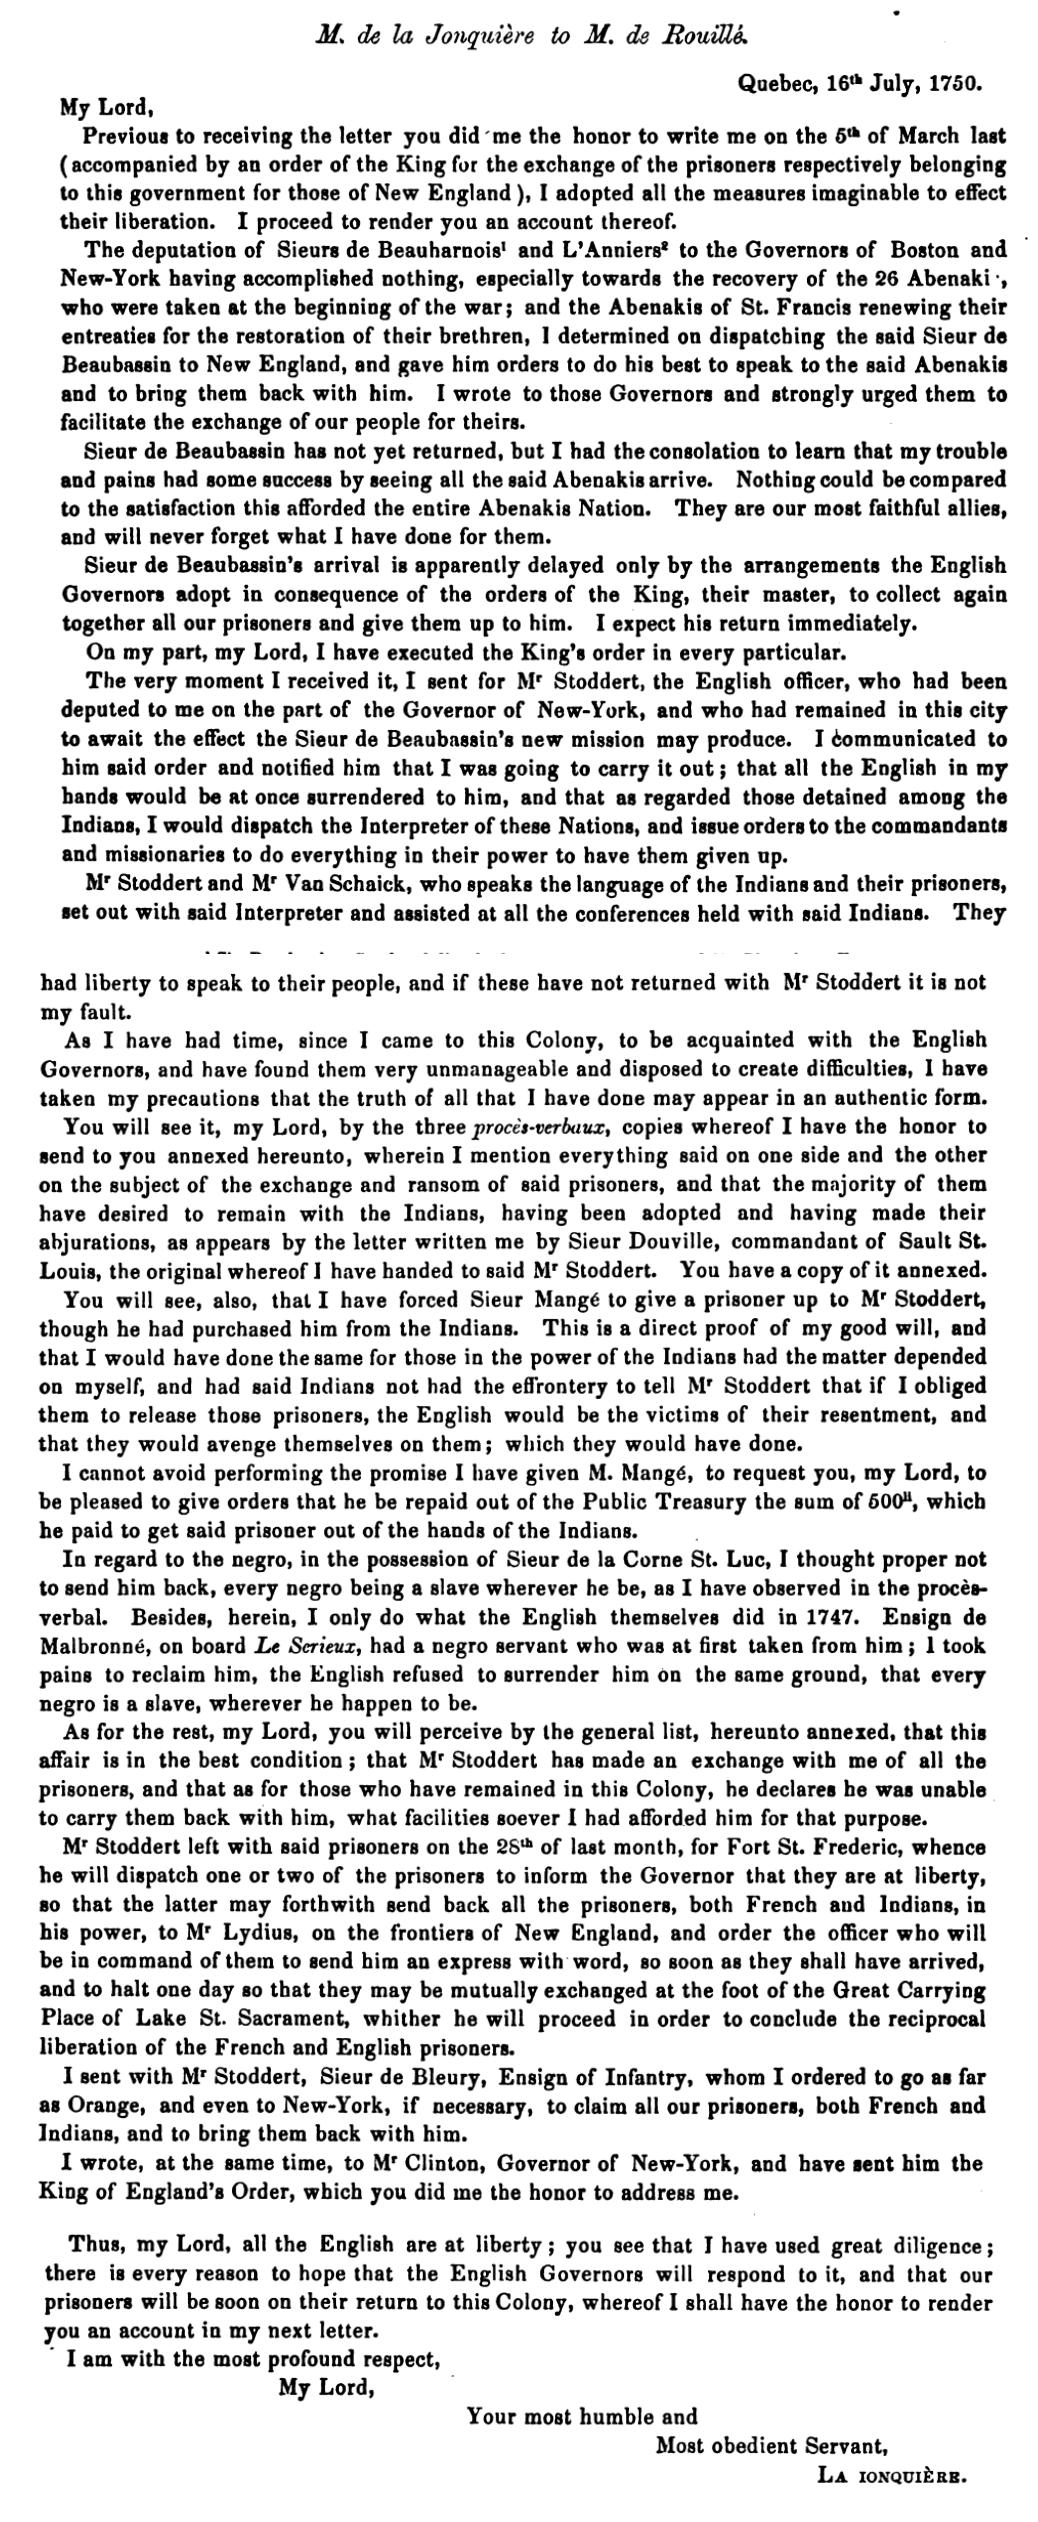 M. de la Jonquière to M. de Rouillé.
Quebec, 16th July, 1750.
My Lord,
Previous to receiving the letter you did me the honor to write me on the 5th of March last
(accompanied by an order of the King for the exchange of the prisoners respectively belonging
to this government for those of New England), I adopted all the measures imaginable to effect
their liberation. I proceed to render you an account thereof.
The deputation of Sieurs de Beauharnois¹ and L'Anniers² to the Governors of Boston and
New-York having accomplished nothing, especially towards the recovery of the 26 Abenaki·,
who were taken at the beginning of the war; and the Abenakis of St. Francis renewing their
entreaties for the restoration of their brethren, I determined on dispatching the said Sieur de
Beaubassin to New England, and gave him orders to do his best to speak to the said Abenakis
and to bring them back with him. I wrote to those Governors and strongly urged them to
facilitate the exchange of our people for theirs.
Sieur de Beaubassin has not yet returned, but I had the consolation to learn that my trouble
and pains had some success by seeing all the said Abenakis arrive. Nothing could be compared
to the satisfaction this afforded the entire Abenakis Nation. They are our most faithful allies,
and will never forget what I have done for them.
Sieur de Beaubassin's arrival is apparently delayed only by the arrangements the English
Governors adopt in consequence of the orders of the King, their master, to collect again
together all our prisoners and give them up to him. I expect his return immediately.
On my part, my Lord, I have executed the King's order in every particular.
The very moment I received it, I sent for Mr Stoddert, the English officer, who had been
deputed to me on the part of the Governor of New-York, and who had remained in this city
to await the effect the Sieur de Beaubassin's new mission may produce. I communicated to
him said order and notified him that I was going to carry it out; that all the English in my
hands would be at once surrendered to him, and that as regarded those detained among the
Indians, I would dispatch the Interpreter of these Nations, and issue orders to the commandants
and missionaries to do everything in their power to have them given up.
Mr Stoddert and Mr Van Schaick, who speaks the language of the Indians and their prisoners,
set out with said Interpreter and assisted at all the conferences held with said Indians. They
had liberty to speak to their people, and if these have not returned with Mr Stoddert it is not
my fault.
As I have had time, since I came to this Colony, to be acquainted with the English
Governors, and have found them very unmanageable and disposed to create difficulties, I have
taken my precautions that the truth of all that I have done may appear in an authentic form.
You will see it, my Lord, by the three procès-verbaux, copies whereof I have the honor to
send to you annexed hereunto, wherein I mention everything said on one side and the other
on the subject of the exchange and ransom of said prisoners, and that the majority of them
have desired to remain with the Indians, having been adopted and having made their
abjurations, as appears by the letter written me by Sieur Douville, commandant of Sault St.
Louis, the original whereof I have handed to said Mr Stoddert. You have a copy of it annexed.
You will see, also, that I have forced Sieur Mangé to give a prisoner up to Mr Stoddert,
though he had purchased him from the Indians. This is a direct proof of my good will, and
that I would have done the same for those in the power of the Indians had the matter depended
on myself, and had said Indians not had the effrontery to tell Mr Stoddert that if I obliged
them to release those prisoners, the English would be the victims of their resentment, and
that they would avenge themselves on them; which they would have done.
I cannot avoid performing the promise I have given M. Mangé, to request you, my Lord, to
be pleased to give orders that he be repaid out of the Public Treasury the sum of 500ᵗᵗ, which
he paid to get said prisoner out of the hands of the Indians.
In regard to the negro, in the possession of Sieur de la Corne St. Luc, I thought proper not
to send him back, every negro being a slave wherever he be, as I have observed in the procès-
verbal. Besides, herein, I only do what the English themselves did in 1747. Ensign de
Malbronné, on board Le Serieux, had a negro servant who was at first taken from him; I took
pains to reclaim him, the English refused to surrender him on the same ground, that every
negro is a slave, wherever he happen to be.
As for the rest, my Lord, you will perceive by the general list, hereunto annexed, that this
affair is in the best condition; that Mr Stoddert has made an exchange with me of all the
prisoners, and that as for those who have remained in this Colony, he declares he was unable
to carry them back with him, what facilities soever I had afforded him for that purpose.
Mr Stoddert left with said prisoners on the 28th of last month, for Fort St. Frederic, whence
he will dispatch one or two of the prisoners to inform the Governor that they are at liberty,
so that the latter may forthwith send back all the prisoners, both French and Indians, in
his power, to Mr Lydius, on the frontiers of New England, and order the officer who will
be in command of them to send him an express with word, so soon as they shall have arrived,
and to halt one day so that they may be mutually exchanged at the foot of the Great Carrying
Place of Lake St. Sacrament, whither he will proceed in order to conclude the reciprocal
liberation of the French and English prisoners.
I sent with Mr Stoddert, Sieur de Bleury, Ensign of Infantry, whom I ordered to go as far
as Orange, and even to New-York, if necessary, to claim all our prisoners, both French and
Indians, and to bring them back with him.
I wrote, at the same time, to Mr Clinton, Governor of New-York, and have sent him the
King of England's Order, which you did me the honor to address me.
Thus, my Lord, all the English are at liberty; you see that I have used great diligence;
there is every reason to hope that the English Governors will respond to it, and that our
prisoners will be soon on their return to this Colony, whereof I shall have the honor to render
you an account in my next letter.
I am with the most profound respect,
My Lord,
Your most humble and
Most obedient Servant,
LA IONQUIÈRE.